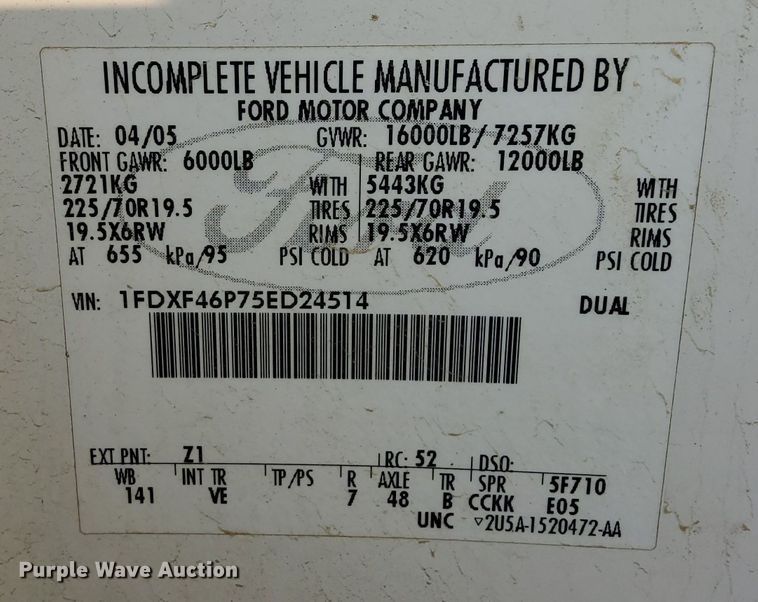 INCOMPLETE VEHICLE MANUFACTURED BY
FORD MOTOR COMPANY
DATE: 04/05 GVWR: 16000LB/7257KG
FRONT GAWR: 6000LB REAR GAWR: 12000LB
2721KG WITH 5443KG WITH
225/70R19.5 TIRES 225/70R19.5 TIRES
19.5X6RW RIMS 19.5X6RW RIMS
AT 655 kPa/95 PSI COLD AT 620 kPa/90 PSI COLD
VIN: 1FDXF46P75ED24514 DUAL
Ford
EXT PNT: Z1 RC: 52 DSO:
WB INT TR TP/PS R AXLE TR SPR 5F710
141 VE 7 48 B CCKK E05
UNC ▽2U5A-1520472-AA
Purple Wave Auction